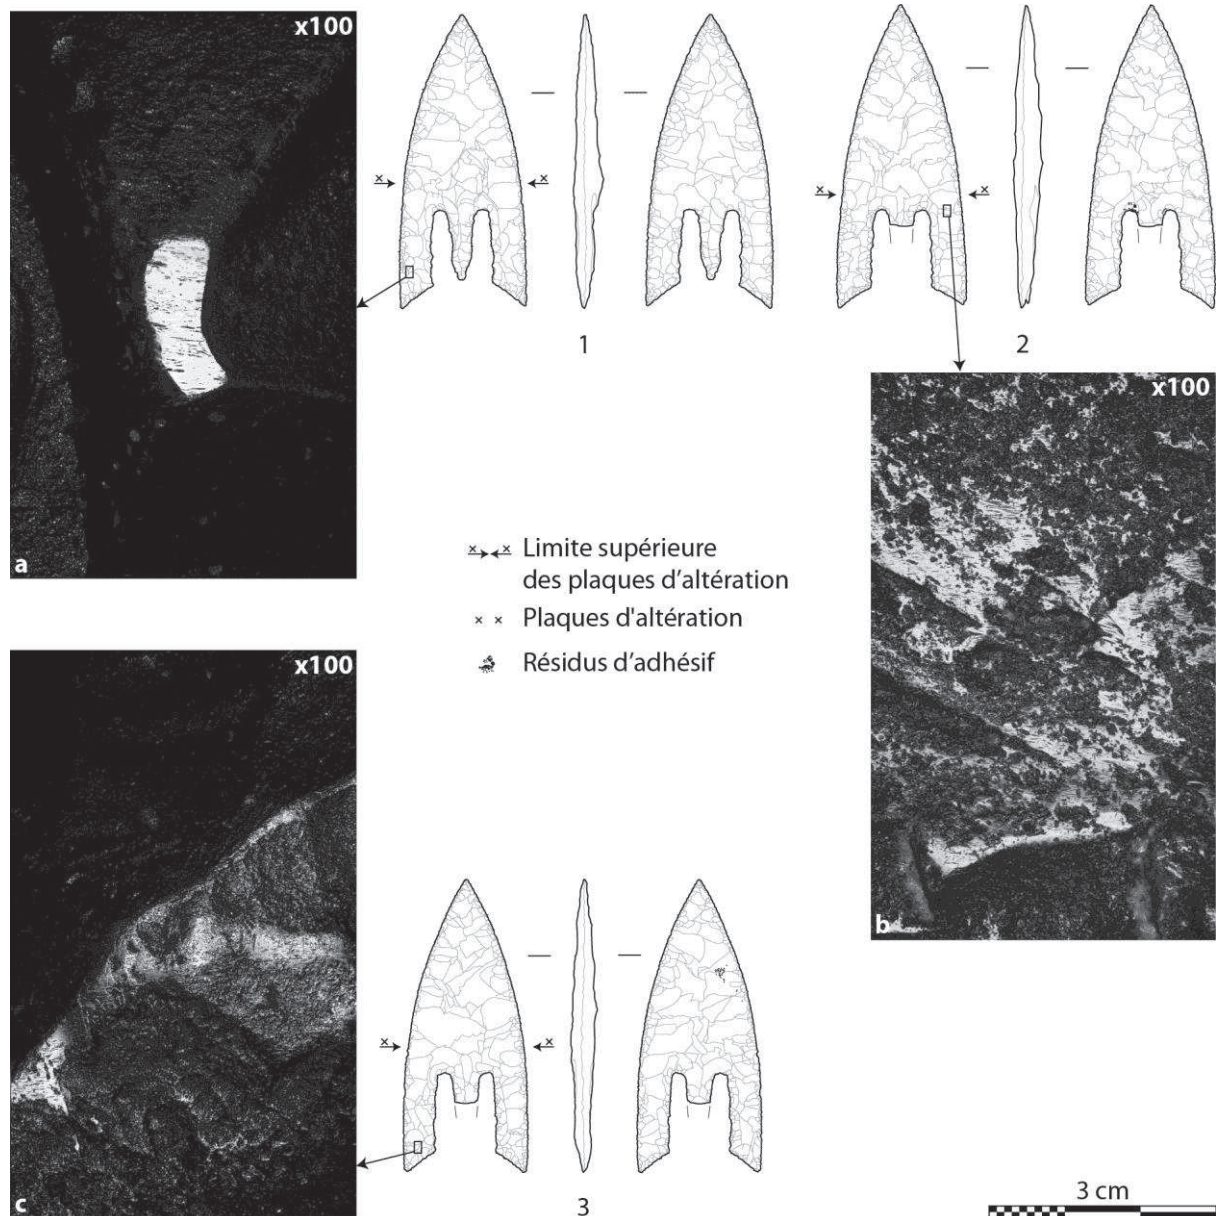 x100
a
1
2
x100
b
Limite supérieure
des plaques d'altération
Plaques d'altération
Résidus d'adhésif
x100
c
3
3 cm